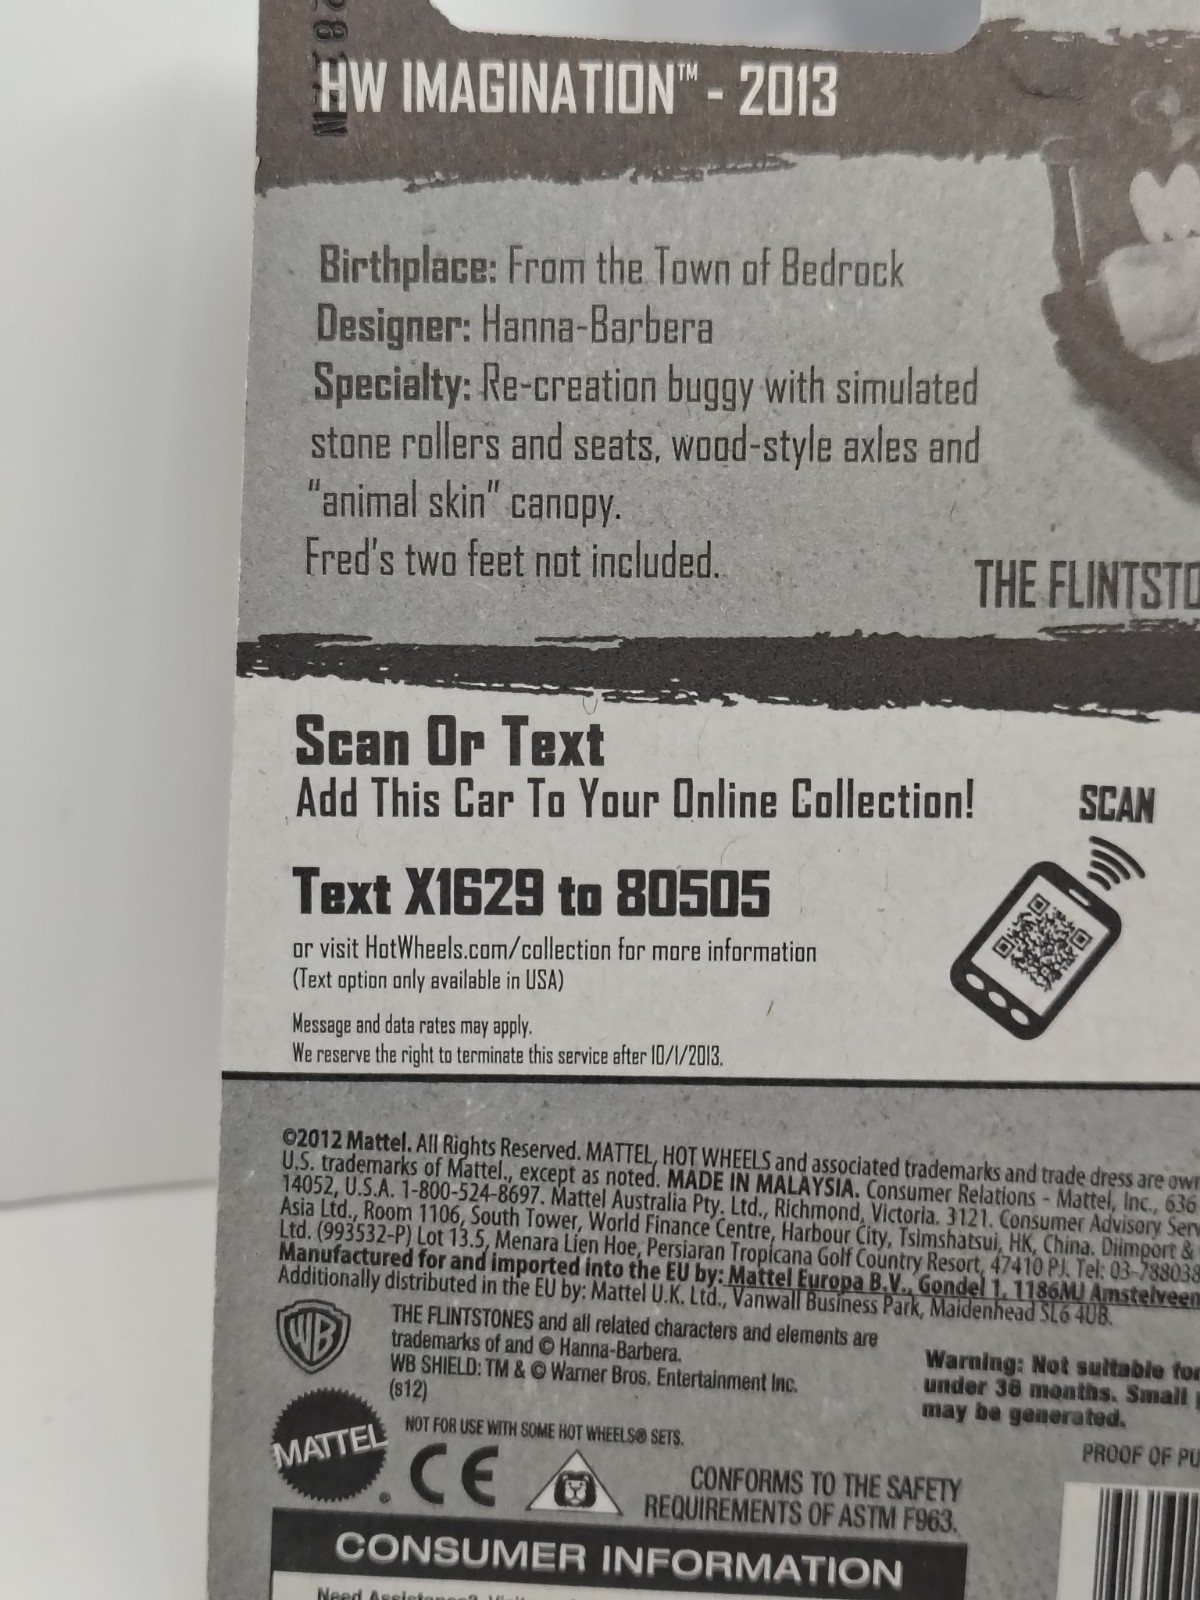 HW IMAGINATION™ - 2013
Birthplace: From the Town of Bedrock
Designer: Hanna-Barbera
Specialty: Re-creation buggy with simulated
stone rollers and seats, wood-style axles and
"animal skin" canopy.
Fred's two feet not included.
THE FLINTSTO
Scan Or Text
Add This Car To Your Online Collection!
SCAN
Text X1629 to 80505
or visit HotWheels.com/collection for more information
(Text option only available in USA)
Message and data rates may apply.
We reserve the right to terminate this service after 10/1/2013.
©2012 Mattel. All Rights Reserved. MATTEL, HOT WHEELS and associated trademarks and trade dress are own
U.S. trademarks of Mattel., except as noted. MADE IN MALAYSIA. Consumer Relations - Mattel, Inc., 636
14052, U.S.A. 1-800-524-8697. Mattel Australia Pty. Ltd., Richmond, Victoria. 3121. Consumer Advisory Serv
Asia Ltd., Room 1106, South Tower, World Finance Centre, Harbour City, Tsimshatsui, HK, China. Diimport &
Ltd. (993532-P) Lot 13.5, Menara Lien Hoe, Persiaran Tropicana Golf Country Resort, 47410 PJ. Tel: 03-788038
Manufactured for and imported into the EU by: Mattel Europa B.V., Gondel 1, 1186MJ Amstelveen
Additionally distributed in the EU by: Mattel U.K. Ltd., Vanwall Business Park, Maidenhead SL6 4UB.
WB
THE FLINTSTONES and all related characters and elements are
trademarks of and © Hanna-Barbera.
WB SHIELD: TM & © Warner Bros. Entertainment Inc.
(s12)
Warning: Not suitable for
under 36 months. Small
may be generated.
MATTEL
NOT FOR USE WITH SOME HOT WHEELS® SETS.
PROOF OF PU
CE
CONFORMS TO THE SAFETY
REQUIREMENTS OF ASTM F963.
CONSUMER INFORMATION
Need Assistance?